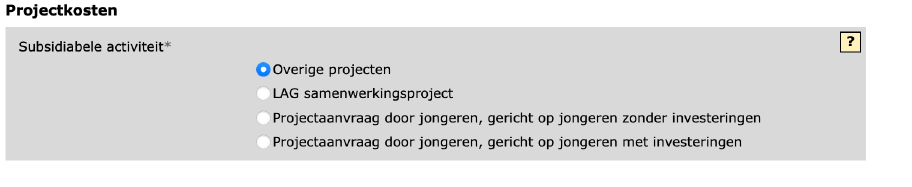 Projectkosten
Subsidiabele activiteit*
?
Overige projecten
LAG samenwerkingsproject
Projectaanvraag door jongeren, gericht op jongeren zonder investeringen
Projectaanvraag door jongeren, gericht op jongeren met investeringen